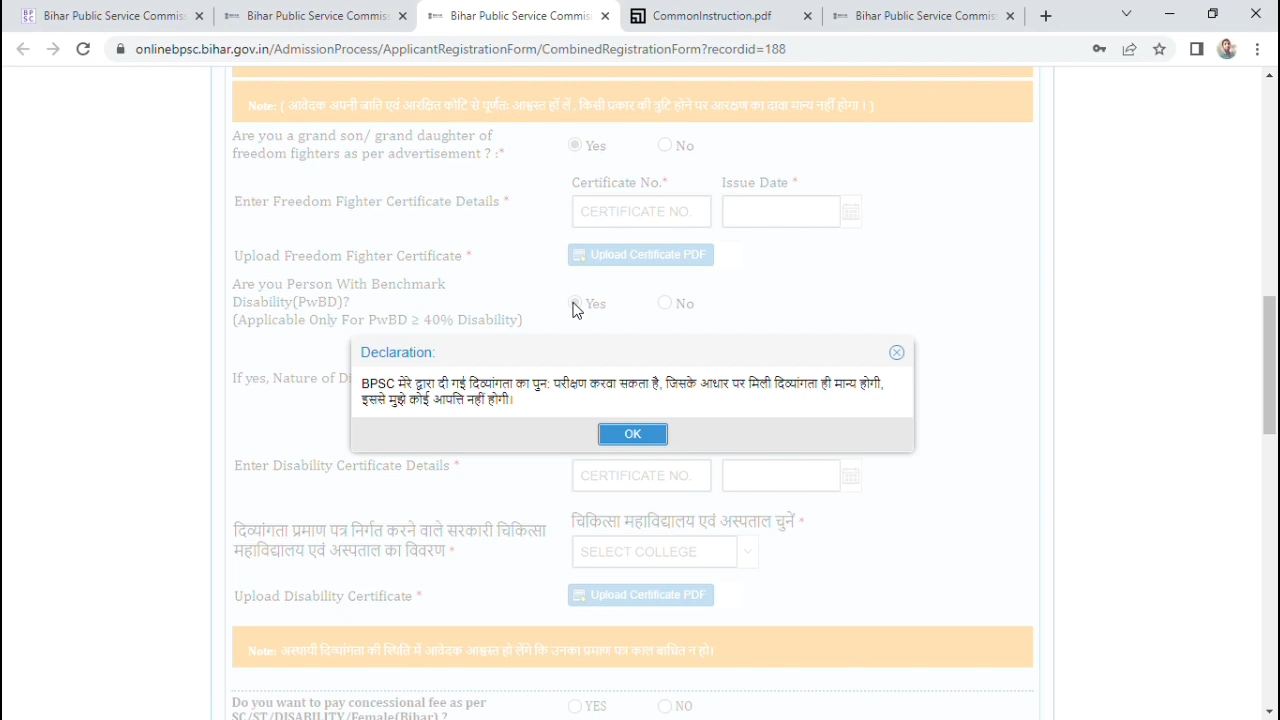 Bihar Public Service Commis
Bihar Public Service Commis
Bihar Public Service Commis
CommonInstruction.pdf
Bihar Public Service Commis
onlinebpsc.bihar.gov.in/AdmissionProcess/ApplicantRegistrationForm/CombinedRegistrationForm?recordid=188
Note: ( आवेदक अपनी जाति एवं आरक्षित कोटि से पूर्णतः आश्वस्त हों लें , किसी प्रकार की त्रुटि होने पर आरक्षण का दावा मान्य नहीं होगा । )
Are you a grand son/ grand daughter of
freedom fighters as per advertisement ? :*
Yes No
Certificate No.* Issue Date *
Enter Freedom Fighter Certificate Details *
CERTIFICATE NO.
Upload Freedom Fighter Certificate *
Upload Certificate PDF
Are you Person With Benchmark
Disability(PwBD)?
(Applicable Only For PwBD ≥ 40% Disability)
Yes No
Declaration:
If yes, Nature of Di
BPSC मेरे द्वारा दी गई दिव्यांगता का पुन: परीक्षण करवा सकता है, जिसके आधार पर मिली दिव्यांगता ही मान्य होगी,
इससे मुझे कोई आपत्ति नहीं होगी।
OK
Enter Disability Certificate Details *
CERTIFICATE NO.
चिकित्सा महाविद्यालय एवं अस्पताल चुनें *
दिव्यांगता प्रमाण पत्र निर्गत करने वाले सरकारी चिकित्सा
महाविद्यालय एवं अस्पताल का विवरण *
SELECT COLLEGE
Upload Disability Certificate *
Upload Certificate PDF
Note: अस्थायी दिव्यांगता की स्थिति में आवेदक आश्वस्त हो लेंगे कि उनका प्रमाण पत्र काल बाधित न हो।
Do you want to pay concessional fee as per
SC/ST/DISABILITY/Female(Bihar) ?
YES NO